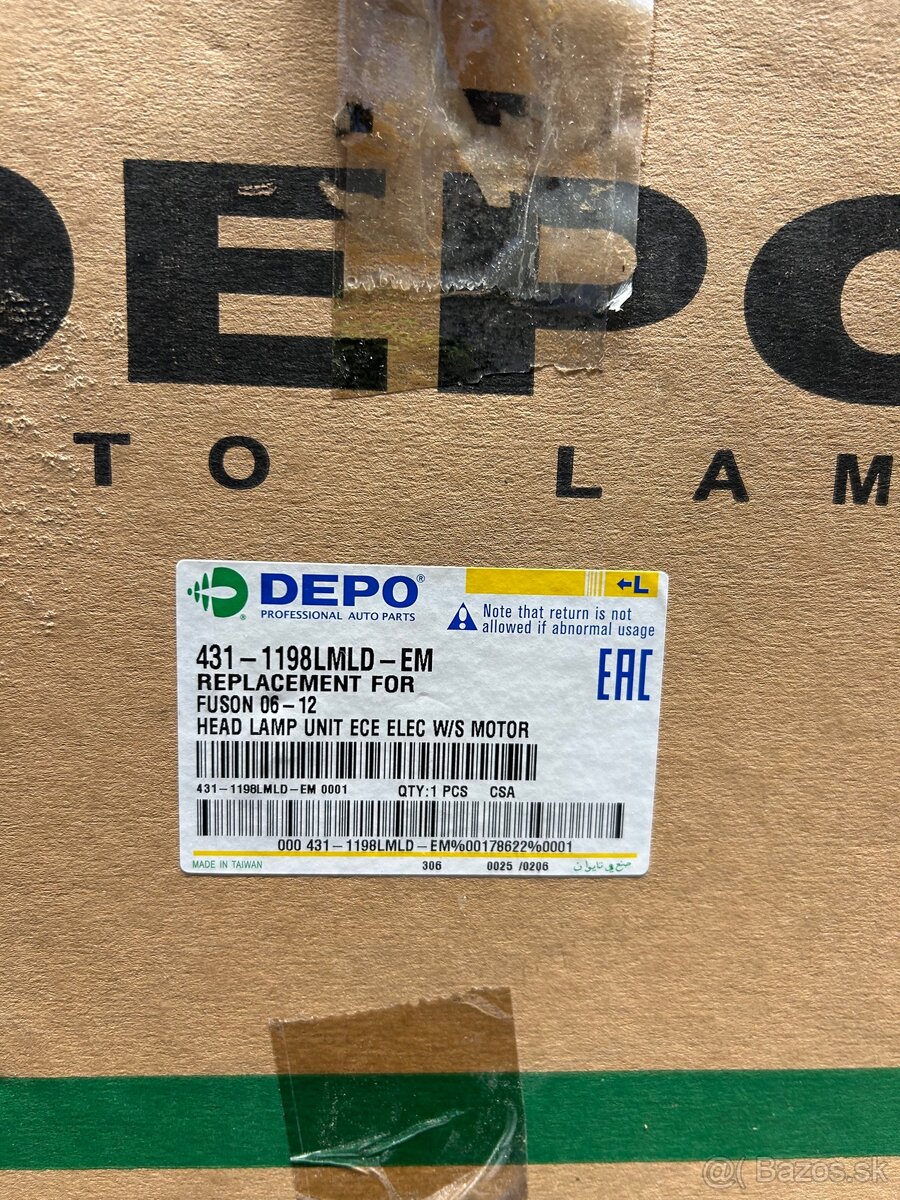 DEPO
TO LAM
DEPO®
PROFESSIONAL AUTO PARTS
←L
Note that return is not
allowed if abnormal usage
431-1198LMLD-EM
REPLACEMENT FOR
FUSON 06-12
HEAD LAMP UNIT ECE ELEC W/S MOTOR
EAC
431-1198LMLD-EM 0001 QTY:1 PCS CSA
000 431-1198LMLD-EM%00178622%0001
MADE IN TAIWAN 306 0025 /0206 صنع في تايوان
@( Bazos.sk